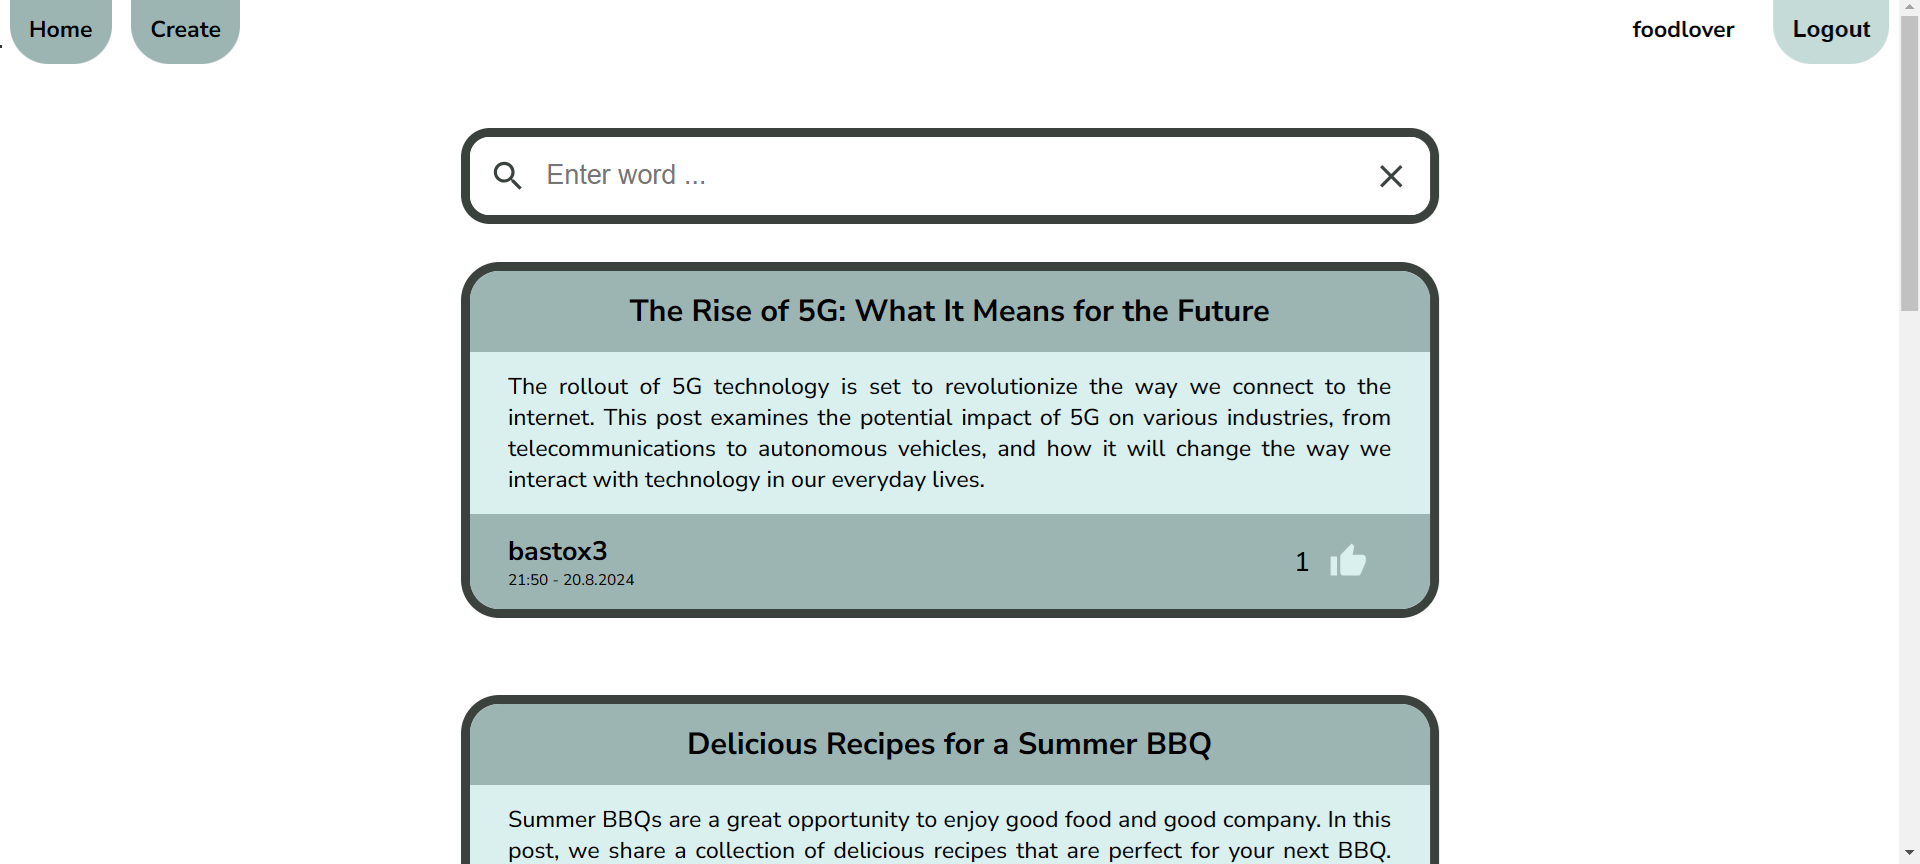 Home Create foodlover Logout
Enter word ...
The Rise of 5G: What It Means for the Future
The rollout of 5G technology is set to revolutionize the way we connect to the
internet. This post examines the potential impact of 5G on various industries, from
telecommunications to autonomous vehicles, and how it will change the way we
interact with technology in our everyday lives.
bastox3
21:50 - 20.8.2024
1
Delicious Recipes for a Summer BBQ
Summer BBQs are a great opportunity to enjoy good food and good company. In this
post, we share a collection of delicious recipes that are perfect for your next BBQ.